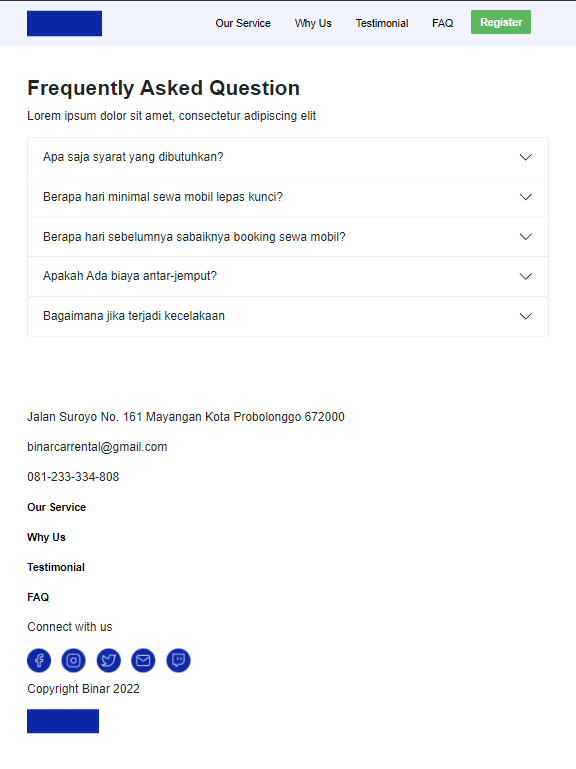 Our Service Why Us Testimonial FAQ Register
Frequently Asked Question
Lorem ipsum dolor sit amet, consectetur adipiscing elit
Apa saja syarat yang dibutuhkan?
Berapa hari minimal sewa mobil lepas kunci?
Berapa hari sebelumnya sabaiknya booking sewa mobil?
Apakah Ada biaya antar-jemput?
Bagaimana jika terjadi kecelakaan
Jalan Suroyo No. 161 Mayangan Kota Probolonggo 672000
binarcarrental@gmail.com
081-233-334-808
Our Service
Why Us
Testimonial
FAQ
Connect with us
Copyright Binar 2022